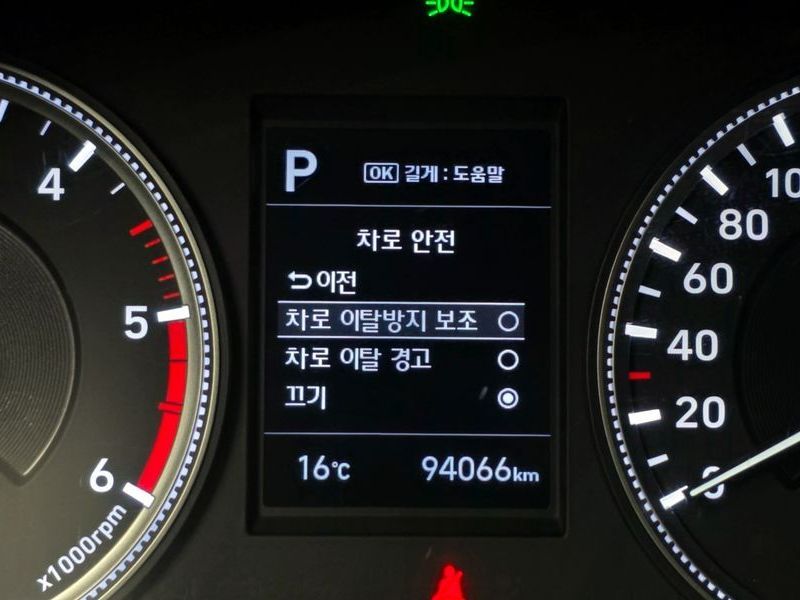 P
OK 길게 : 도움말
차로 안전
이전
차로 이탈방지 보조
차로 이탈 경고
끄기
16℃
94066km
4
5
6
x1000rpm
80
60
40
20
0